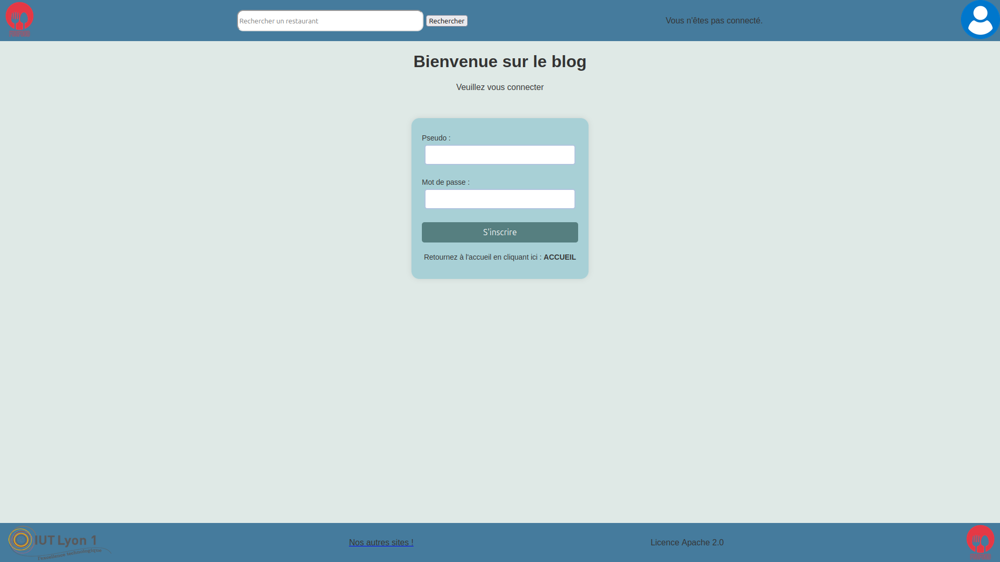 Rechercher un restaurant
Rechercher
Vous n'êtes pas connecté.
Bienvenue sur le blog
Veuillez vous connecter
Pseudo :
Mot de passe :
S'inscrire
Retournez à l'accueil en cliquant ici : ACCUEIL
IUT Lyon 1
l'excellence technologique
Nos autres sites !
Licence Apache 2.0